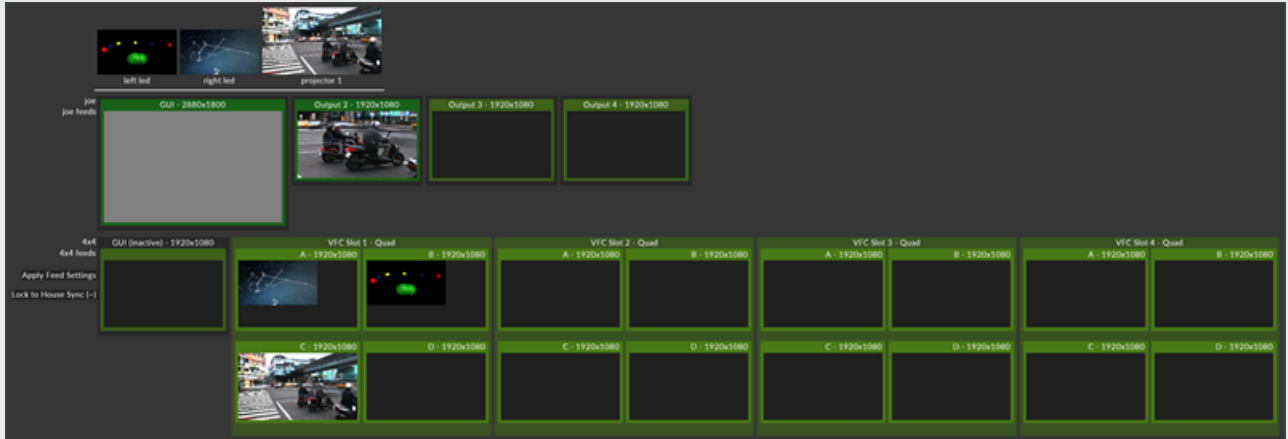 left led right led projector 1
joe GUI - 2880x1800 Output 2 - 1920x1080 Output 3 - 1920x1080 Output 4 - 1920x1080
joe feeds
4x4 GUI (inactive) - 1920x1080 VFC Slot 1 - Quad VFC Slot 2 - Quad VFC Slot 3 - Quad VFC Slot 4 - Quad
4x4 feeds A - 1920x1080 B - 1920x1080 A - 1920x1080 B - 1920x1080 A - 1920x1080 B - 1920x1080 A - 1920x1080 B - 1920x1080
Apply Feed Settings
Lock to House Sync (~)
C - 1920x1080 D - 1920x1080 C - 1920x1080 D - 1920x1080 C - 1920x1080 D - 1920x1080 C - 1920x1080 D - 1920x1080